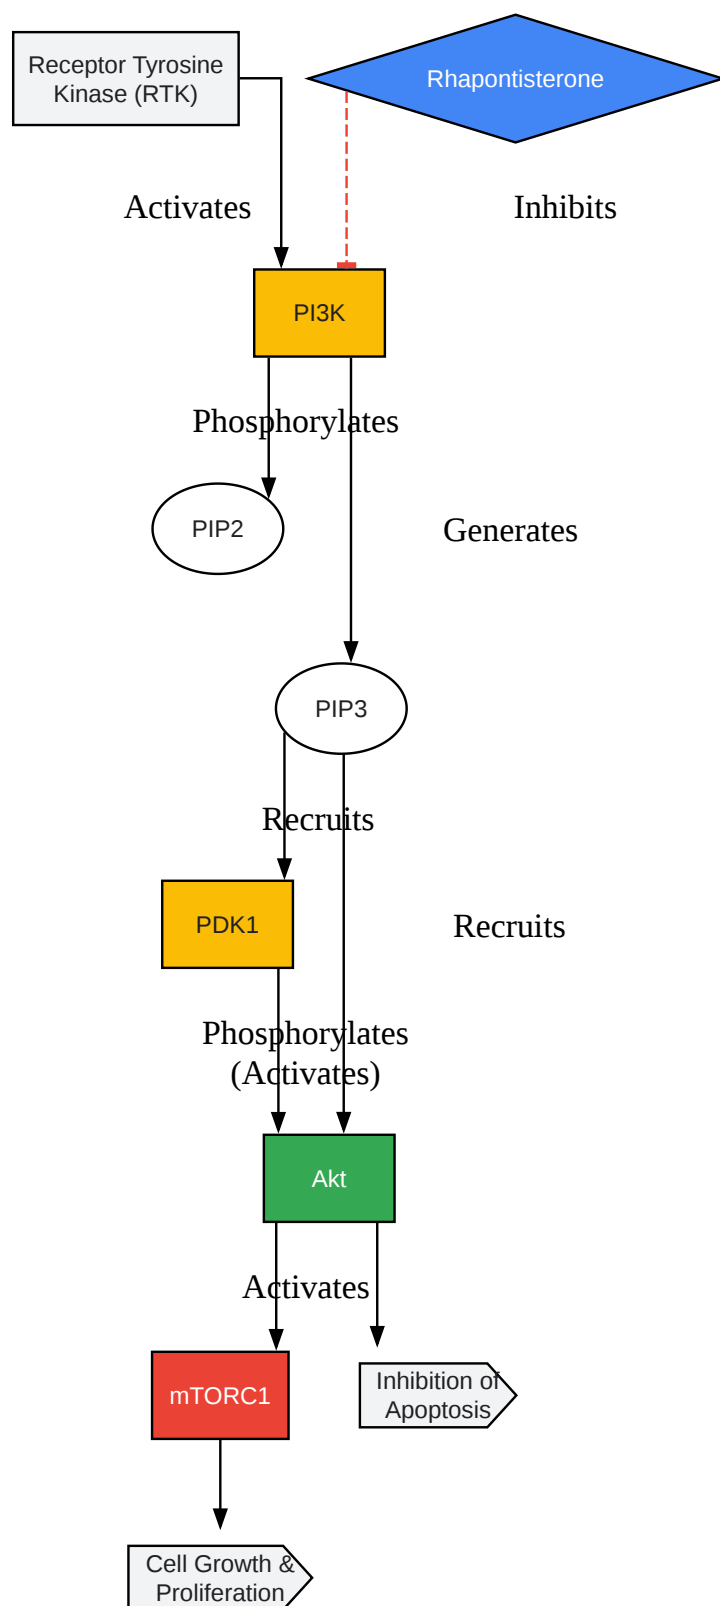 Receptor Tyrosine
Kinase (RTK)
Rhapontisterone
Activates
Inhibits
PI3K
Phosphorylates
PIP2
Generates
PIP3
Recruits
PDK1
Recruits
Phosphorylates
(Activates)
Akt
Activates
mTORC1
Inhibition of
Apoptosis
Cell Growth &
Proliferation